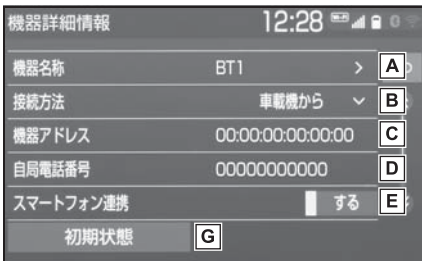 機器詳細情報 12:28
機器名称 BT1 > A
接続方法 車載機から B
機器アドレス 00:00:00:00:00:00 C
自局電話番号 00000000000 D
スマートフォン連携 する E
初期状態 G